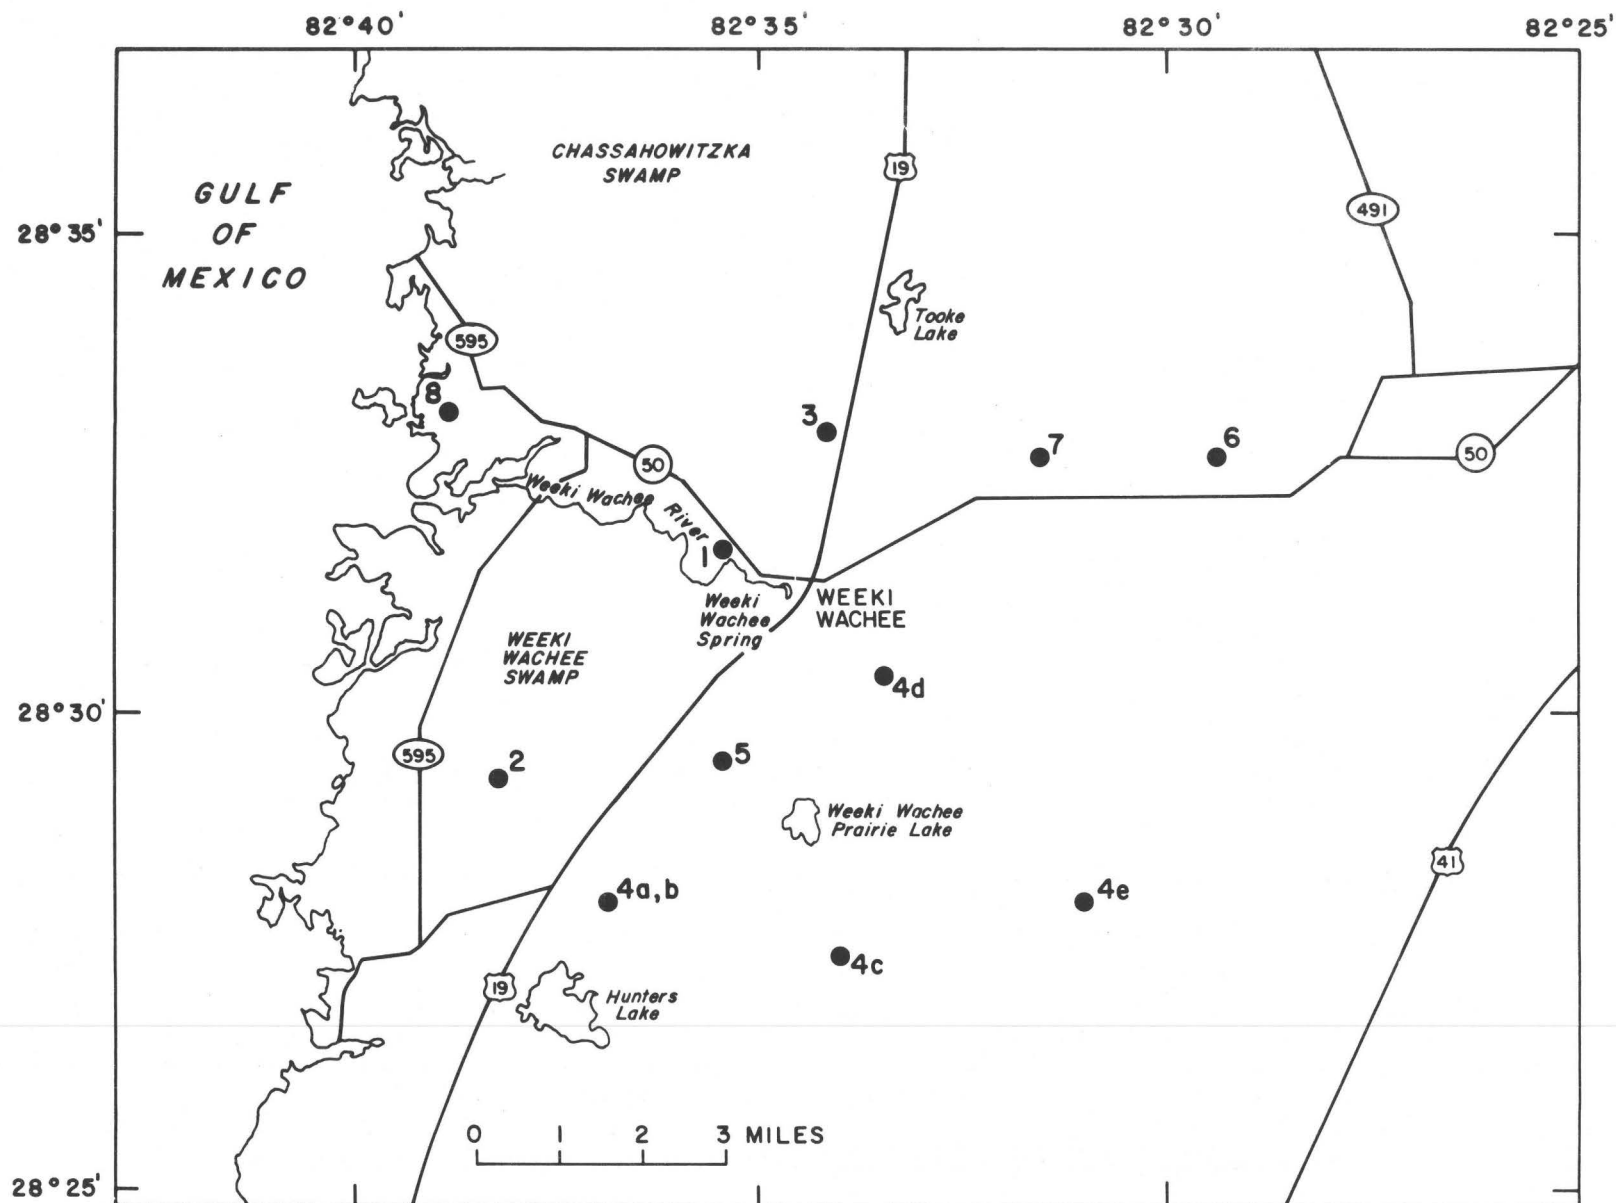 82°40' 82°35' 82°30' 82°25'
CHASSAHOWITZKA
SWAMP
19
GULF
OF
MEXICO
491
28°35'
Tooke
Lake
595
8
3
7
6
50
50
Weeki Wachee River
1
WEEKI
WACHEE
Weeki
Wachee
Spring
WEEKI
WACHEE
SWAMP
4d
28°30'
595
2
5
Weeki Wachee
Prairie Lake
41
4a,b
4e
4c
19
Hunters
Lake
0 1 2 3 MILES
28°25'